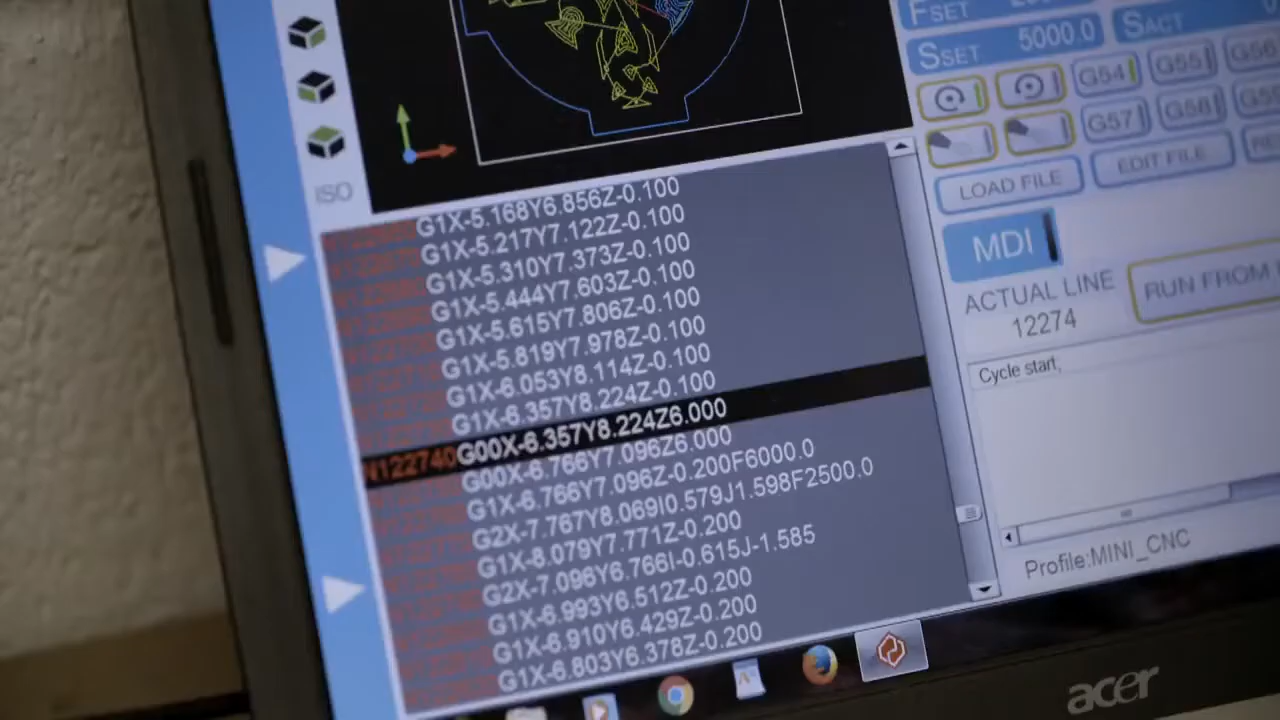 FSET
SSET 5000.0
SACT
G54 G55 G56
G57 G58
ISO
LOAD FILE EDIT FILE
MDI
ACTUAL LINE
12274
RUN FROM
Cycle start,
G1X-5.168Y6.856Z-0.100
G1X-5.217Y7.122Z-0.100
G1X-5.310Y7.373Z-0.100
G1X-5.444Y7.603Z-0.100
G1X-5.615Y7.806Z-0.100
G1X-5.819Y7.978Z-0.100
G1X-6.053Y8.114Z-0.100
G1X-6.357Y8.224Z-0.100
N122740G00X-6.357Y8.224Z6.000
G00X-6.766Y7.096Z6.000
G1X-6.766Y7.096Z-0.200F6000.0
G2X-7.767Y8.069I0.579J1.598F2500.0
G1X-8.079Y7.771Z-0.200
G2X-7.096Y6.766I-0.615J-1.585
G1X-6.993Y6.512Z-0.200
G1X-6.910Y6.429Z-0.200
G1X-6.803Y6.378Z-0.200
Profile:MINI_CNC
acer